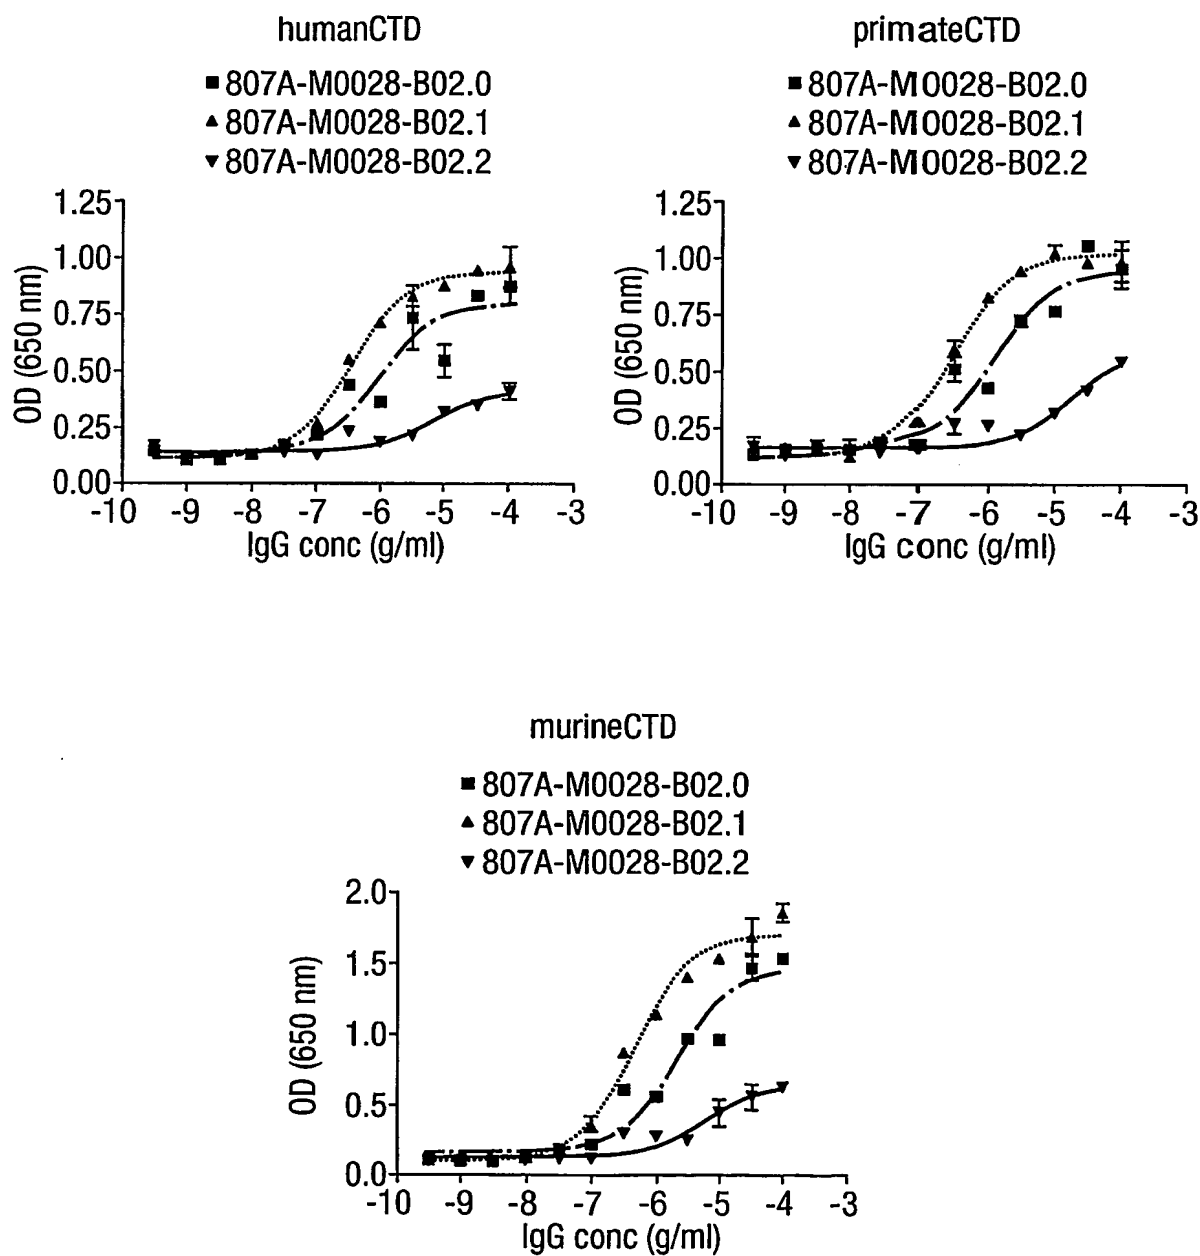 humanCTD
807A-M0028-B02.0
807A-M0028-B02.1
807A-M0028-B02.2
1.25
1.00
0.75
0.50
0.25
0.00
OD (650 nm)
-10 -9 -8 -7 -6 -5 -4 -3
IgG conc (g/ml)
primateCTD
807A-M0028-B02.0
807A-M0028-B02.1
807A-M0028-B02.2
1.25
1.00
0.75
0.50
0.25
0.00
OD (650 nm)
-10 -9 -8 -7 -6 -5 -4 -3
IgG conc (g/ml)
murineCTD
807A-M0028-B02.0
807A-M0028-B02.1
807A-M0028-B02.2
2.0
1.5
1.0
0.5
0.0
OD (650 nm)
-10 -9 -8 -7 -6 -5 -4 -3
IgG conc (g/ml)